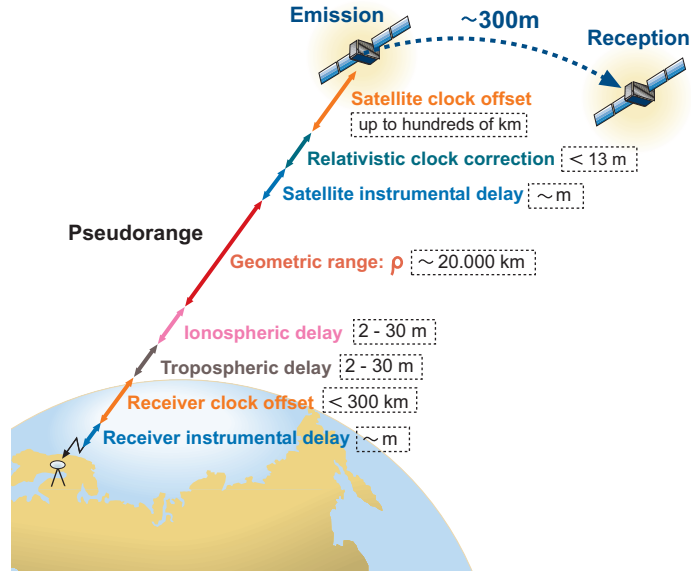 Emission
~300m
Reception
Satellite clock offset
up to hundreds of km
Relativistic clock correction < 13 m
Satellite instrumental delay ~m
Pseudorange
Geometric range: ρ ~ 20.000 km
Ionospheric delay 2 - 30 m
Tropospheric delay 2 - 30 m
Receiver clock offset < 300 km
Receiver instrumental delay ~m